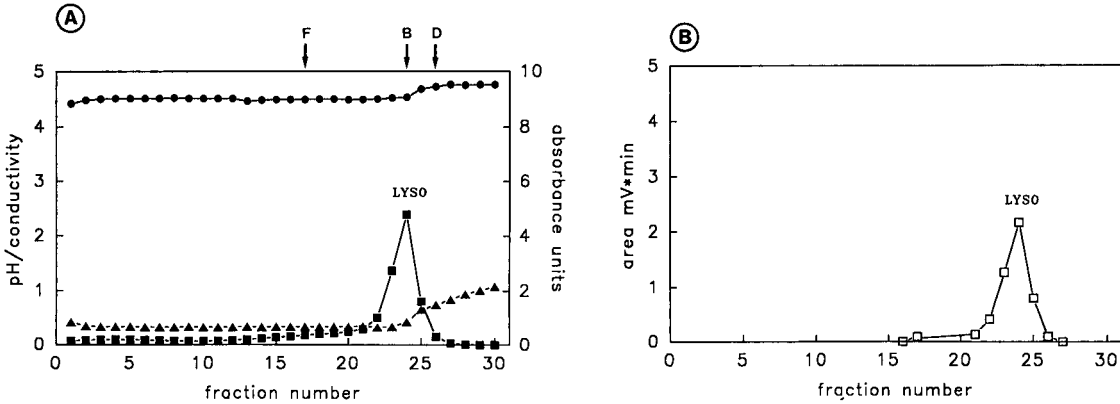 A
F B D
5
4
3
2
1
0
pH/conductivity
10
8
6
4
2
0
absorbance units
LYSO
0 5 10 15 20 25 30
fraction number
B
5
4
3
2
1
0
area mV*min
LYSO
0 5 10 15 21 25 30
fraction number